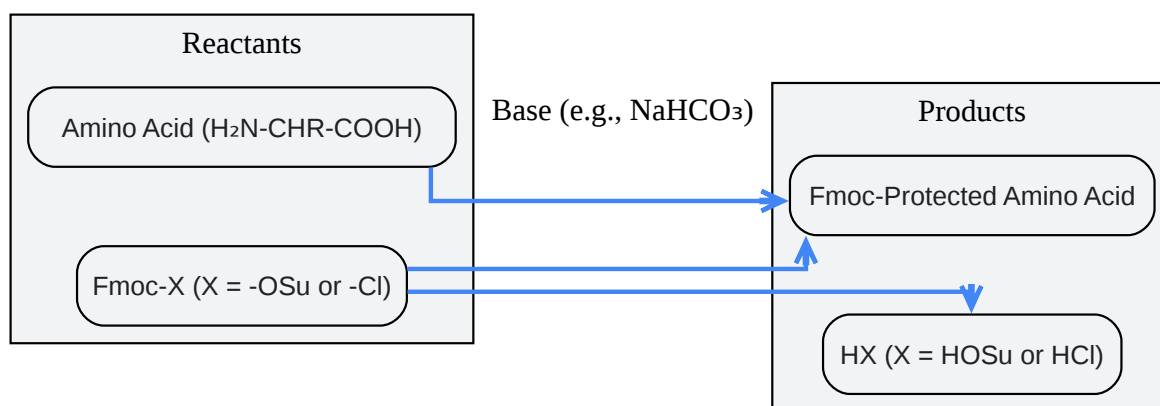 Reactants
Amino Acid (H₂N-CHR-COOH)
Fmoc-X (X = -OSu or -Cl)
Base (e.g., NaHCO₃)
Products
Fmoc-Protected Amino Acid
HX (X = HOSu or HCl)